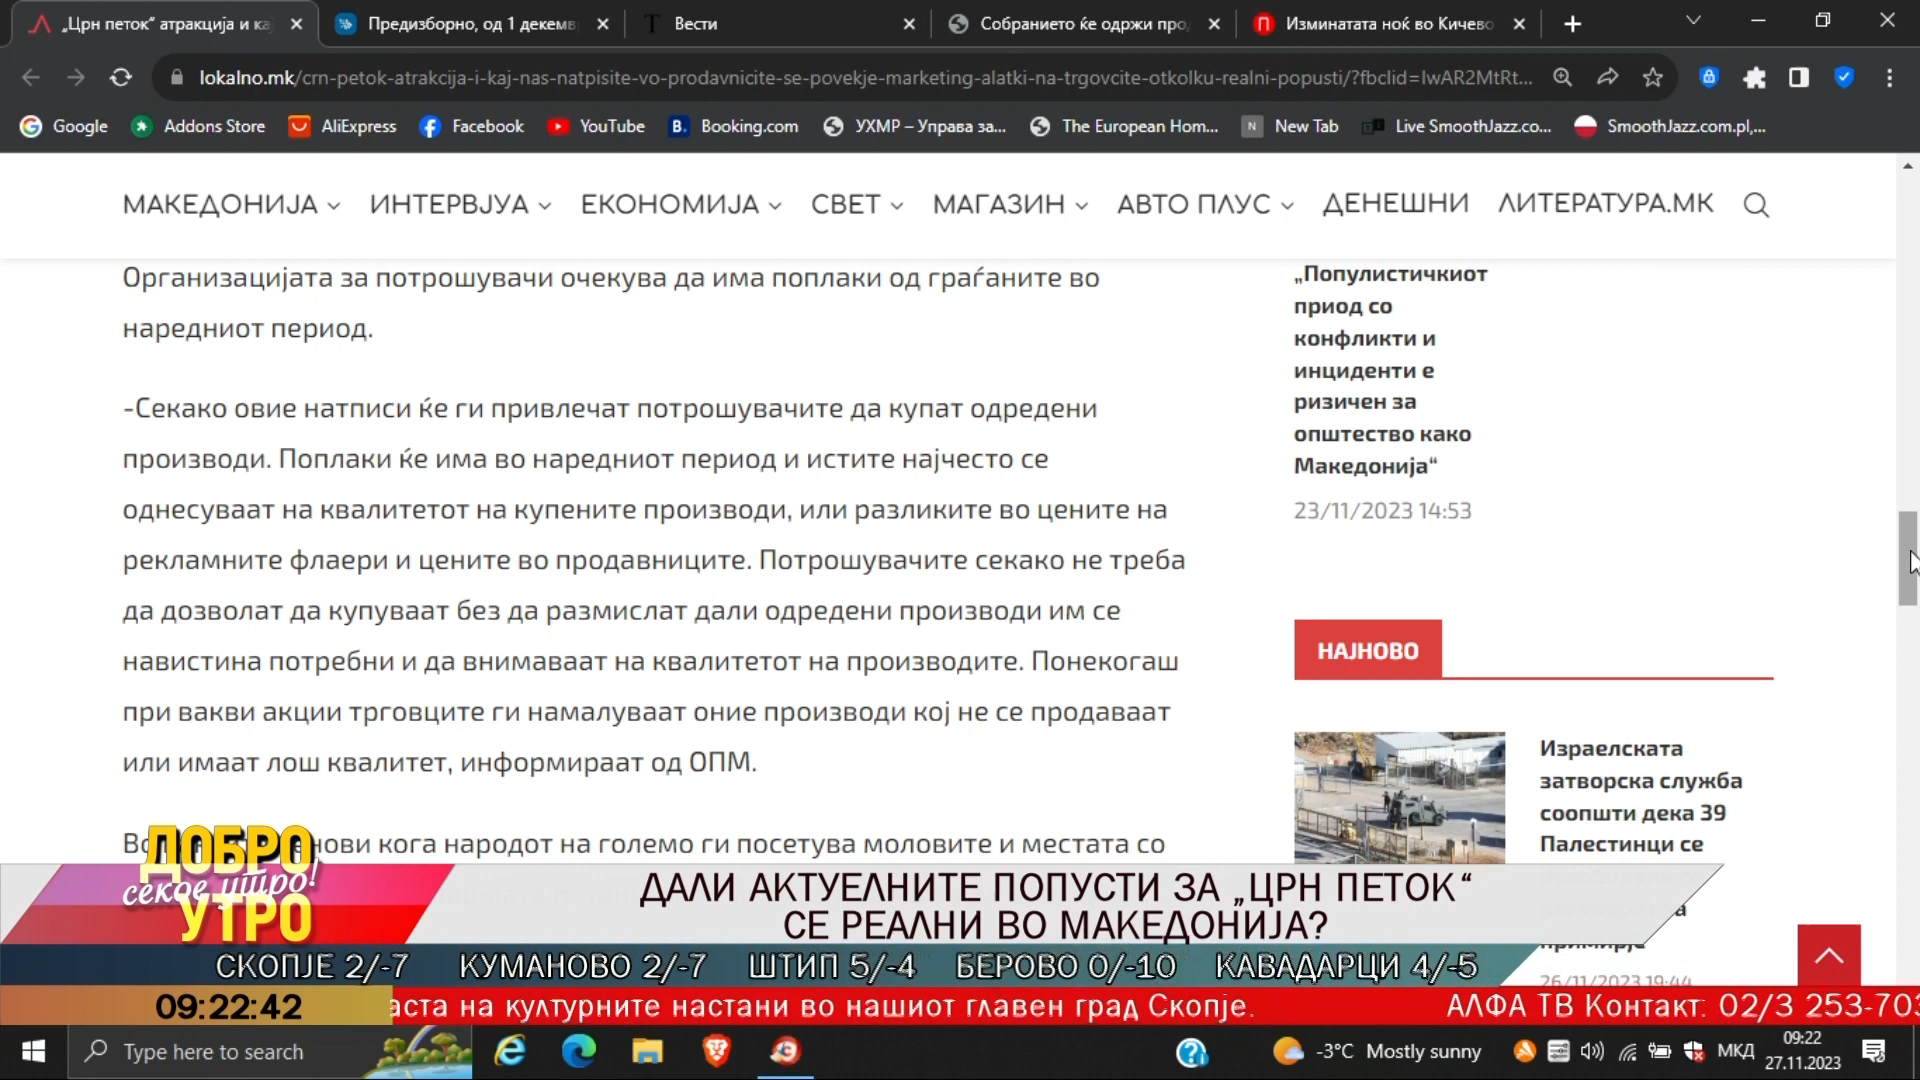 „Црн петок“ атракција и кај
Предизборно, од 1 декемв
Вести
Собранието ќе одржи про
Изминатата ноќ во Кичево
lokalno.mk/crn-petok-atrakcija-i-kaj-nas-natpisite-vo-prodavnicite-se-povekje-marketing-alatki-na-trgovcite-otkolku-realni-popusti/?fbclid=IwAR2MtRt...
Google
Addons Store
AliExpress
Facebook
YouTube
Booking.com
УХМР – Управа за...
The European Hom...
New Tab
Live SmoothJazz.co...
SmoothJazz.com.pl,...
МАКЕДОНИЈА ИНТЕРВЈУА ЕКОНОМИЈА СВЕТ МАГАЗИН АВТО ПЛУС ДЕНЕШНИ ЛИТЕРАТУРА.МК
Организацијата за потрошувачи очекува да има поплаки од граѓаните во
наредниот период.
-Секако овие натписи ќе ги привлечат потрошувачите да купат одредени
производи. Поплаки ќе има во наредниот период и истите најчесто се
однесуваат на квалитетот на купените производи, или разликите во цените на
рекламните флаери и цените во продавниците. Потрошувачите секако не треба
да дозволат да купуваат без да размислат дали одредени производи им се
навистина потребни и да внимаваат на квалитетот на производите. Понекогаш
при вакви акции трговците ги намалуваат оние производи кој не се продаваат
или имаат лош квалитет, информираат од ОПМ.
кога народот на големо ги посетува моловите и местата со
„Популистичкиот
приод со
конфликти и
инциденти е
ризичен за
општество како
Македонија“
23/11/2023 14:53
НАЈНОВО
Израелската
затворска служба
соопшти дека 39
Палестинци се
26/11/2023 19:44
ДОБРО
секое утро!
УТРО
ДАЛИ АКТУЕЛНИТЕ ПОПУСТИ ЗА „ЦРН ПЕТОК“
СЕ РЕАЛНИ ВО МАКЕДОНИЈА?
СКОПЈЕ 2/-7 КУМАНОВО 2/-7 ШТИП 5/-4 БЕРОВО 0/-10 КАВАДАРЦИ 4/-5
09:22:42
аста на културните настани во нашиот главен град Скопје. АЛФА ТВ Контакт: 02/3 253-703
Type here to search
-3°C Mostly sunny
МКД
09:22
27.11.2023